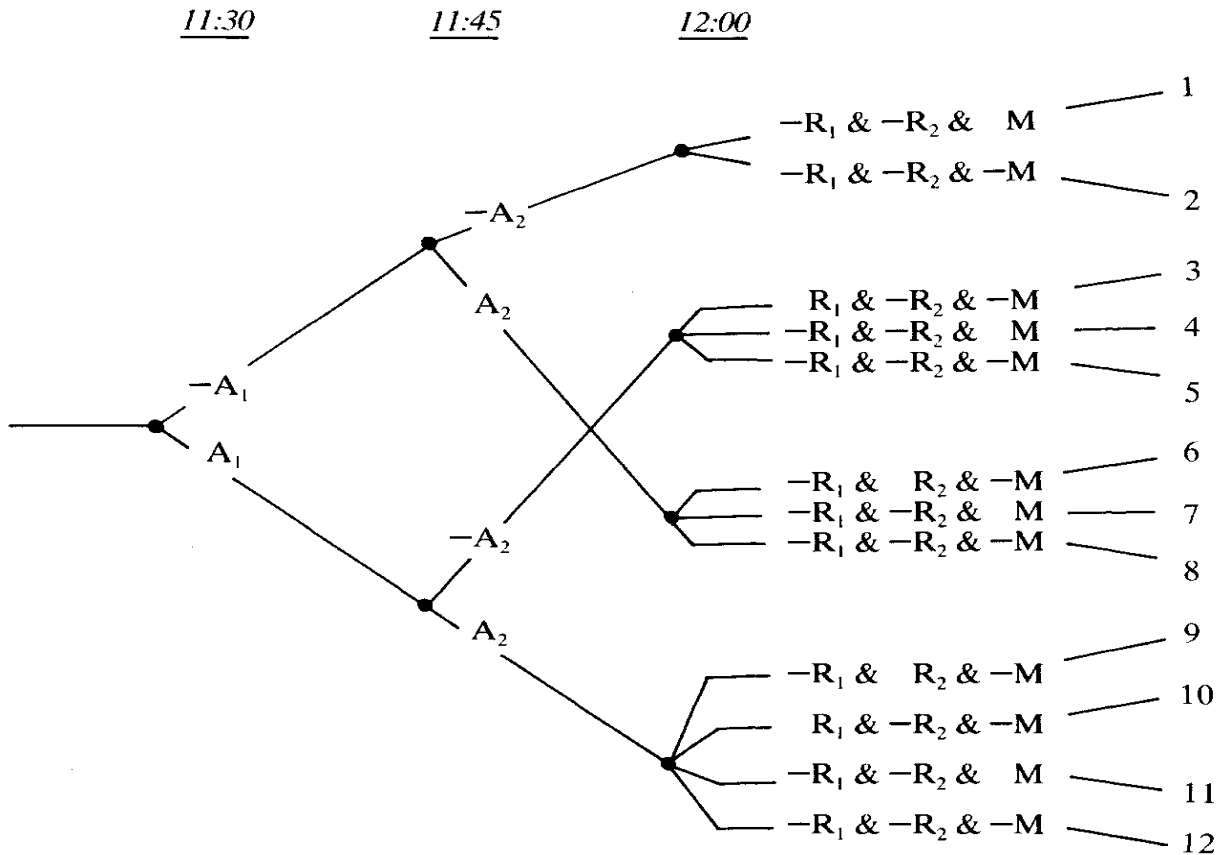 11:30 11:45 12:00
1
−R₁ & −R₂ & M
−R₁ & −R₂ & −M
2
−A₂
3
A₂
R₁ & −R₂ & −M
−R₁ & −R₂ & M 4
−R₁ & −R₂ & −M
−A₁
5
A₁
6
−R₁ & R₂ & −M
−R₁ & −R₂ & M 7
−A₂
−R₁ & −R₂ & −M
8
A₂
9
−R₁ & R₂ & −M
10
R₁ & −R₂ & −M
−R₁ & −R₂ & M
11
−R₁ & −R₂ & −M
12